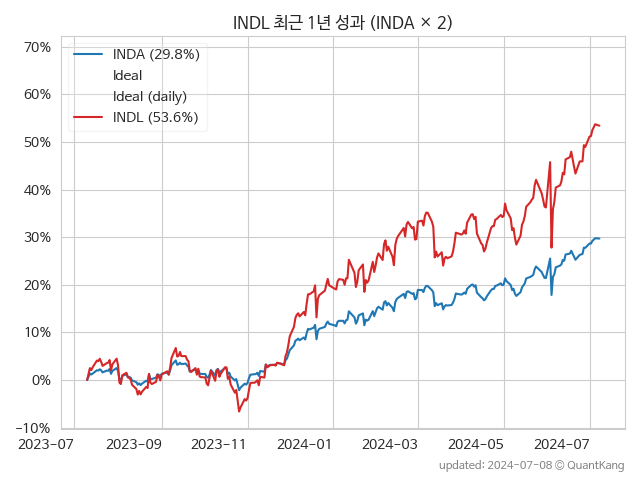 INDL 최근 1년 성과 (INDA × 2)
70%
60%
50%
40%
30%
20%
10%
0%
−10%
INDA (29.8%)
Ideal
Ideal (daily)
INDL (53.6%)
2023-07
2023-09
2023-11
2024-01
2024-03
2024-05
2024-07
updated: 2024-07-08 © QuantKang